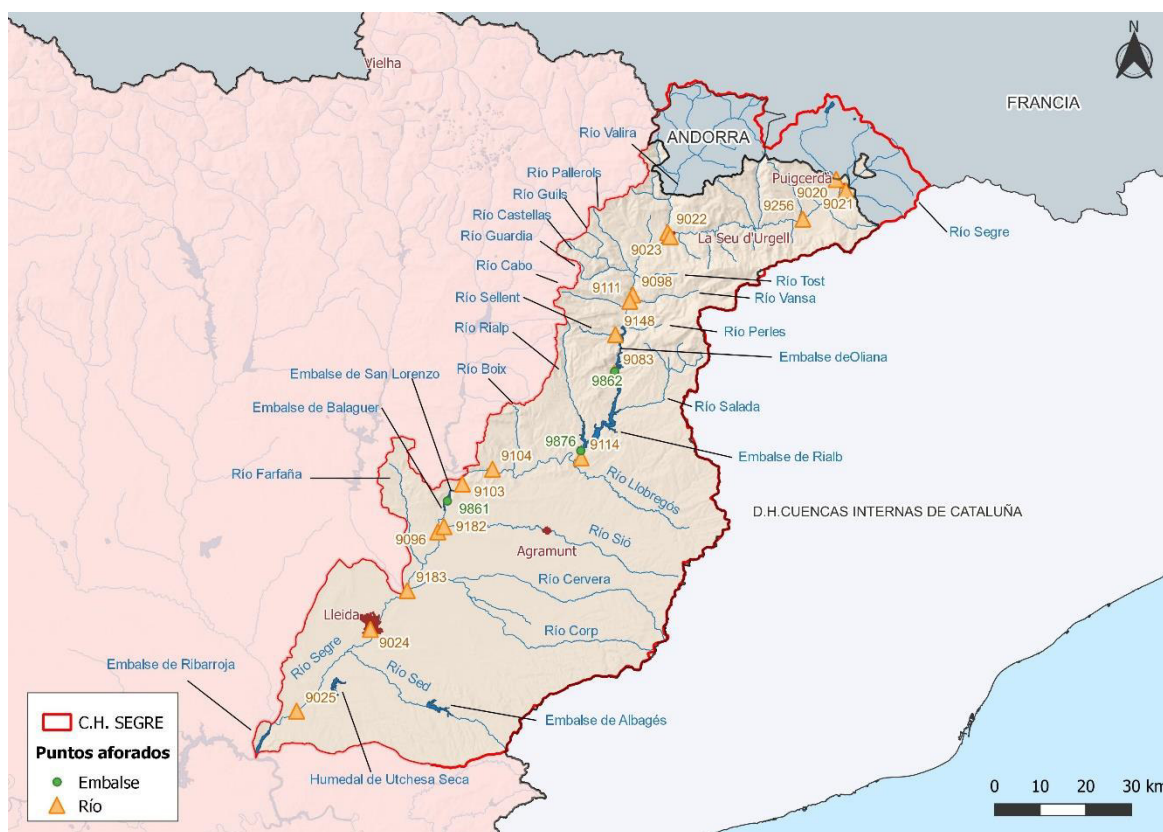 N
Vielha
FRANCIA
ANDORRA
Río Valira
Río Pallerols
Puigcerdà
Río Guils
9020
9021
9256
Río Castellas
9022
La Seu d'Urgell
Río Segre
Río Guardia
9023
Río Cabo
9098
Río Tost
9111
Río Vansa
Río Sellent
9148
Río Perles
Río Rialp
9083
Embalse deOliana
Embalse de San Lorenzo
Río Boix
9862
Embalse de Balaguer
Río Salada
9876
9114
9104
Embalse de Rialb
Río Farfaña
9103
Río Llobregós
9861
D.H.CUENCAS INTERNAS DE CATALUÑA
9182
9096
Río Sió
Agramunt
9183
Río Cervera
Lleida
Río Corp
9024
Río Segre
Embalse de Ribarroja
Río Sed
9025
Embalse de Albagés
Humedal de Utchesa Seca
C.H. SEGRE
Puntos aforados
Embalse
Río
0 10 20 30 km